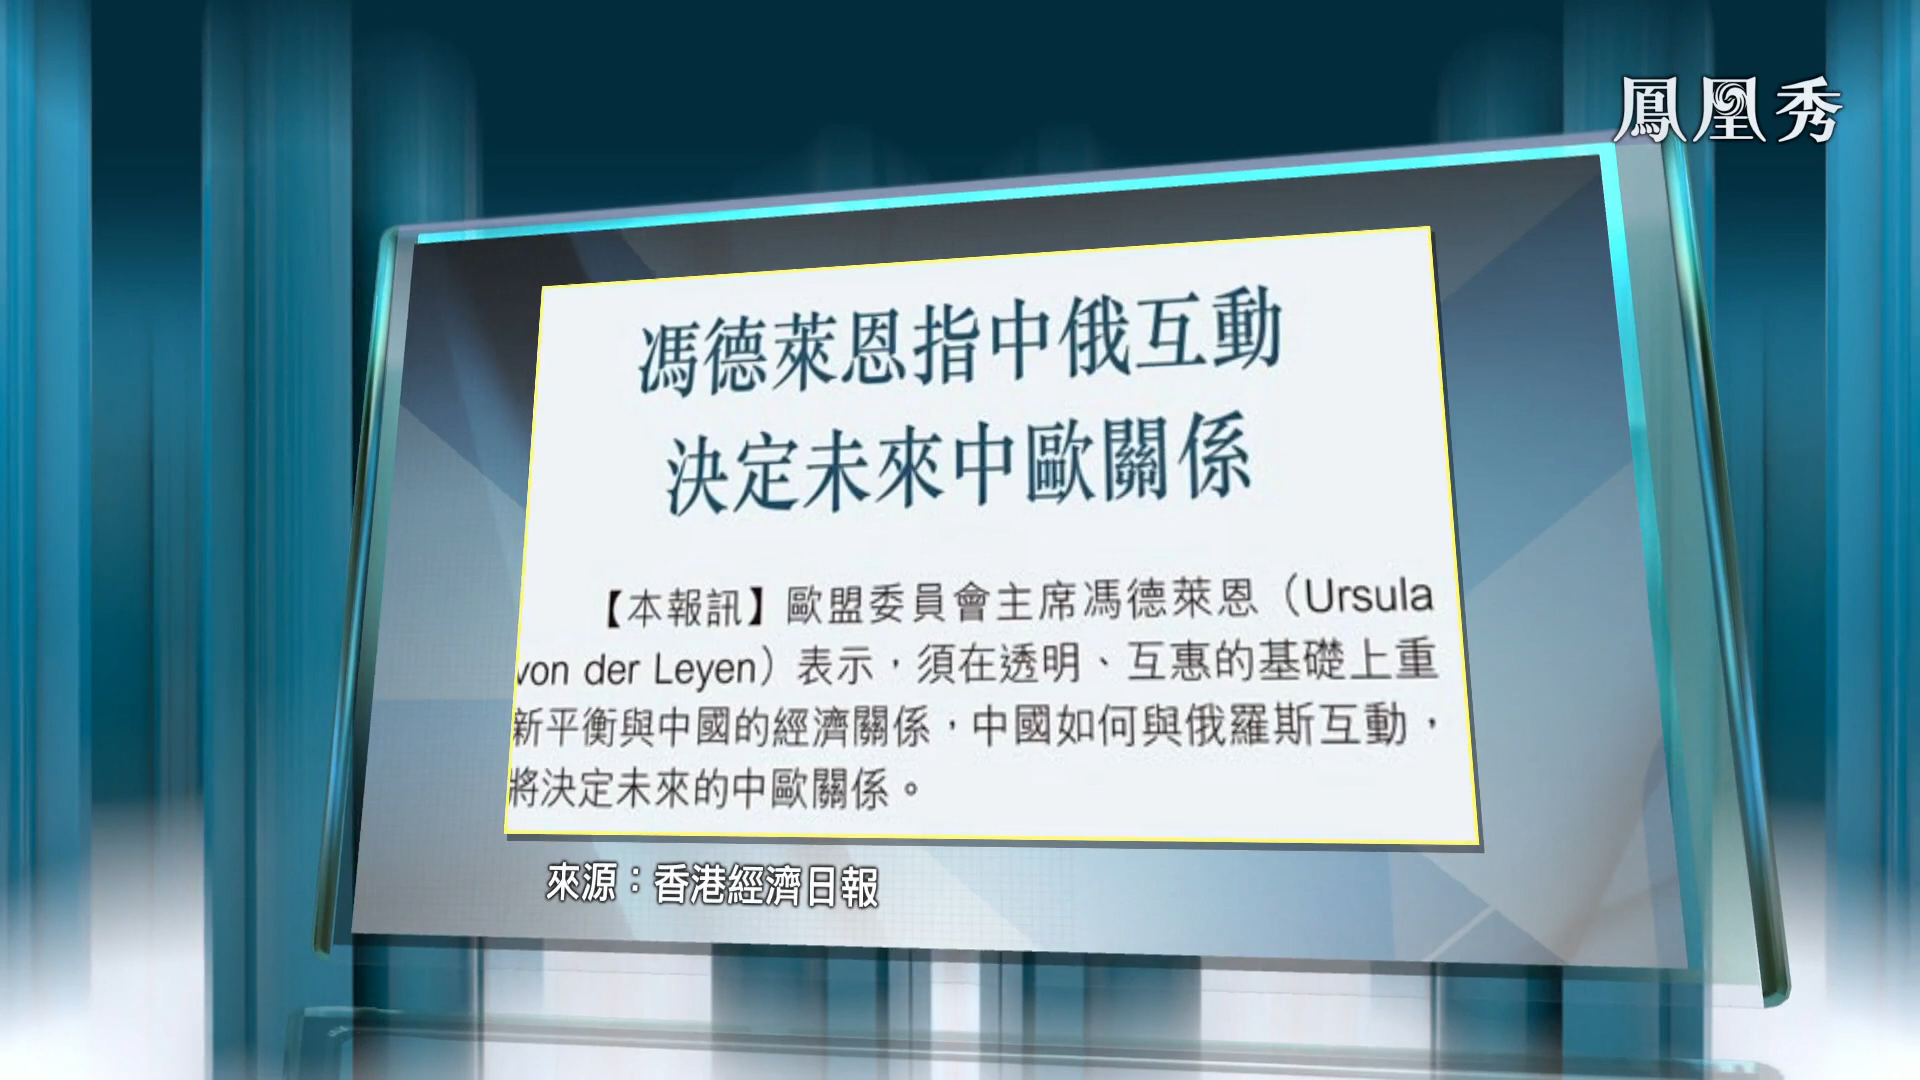 鳳凰秀
馮德萊恩指中俄互動
決定未來中歐關係
【本報訊】歐盟委員會主席馮德萊恩（Ursula
von der Leyen）表示，須在透明、互惠的基礎上重
新平衡與中國的經濟關係，中國如何與俄羅斯互動，
將決定未來的中歐關係。
來源：香港經濟日報